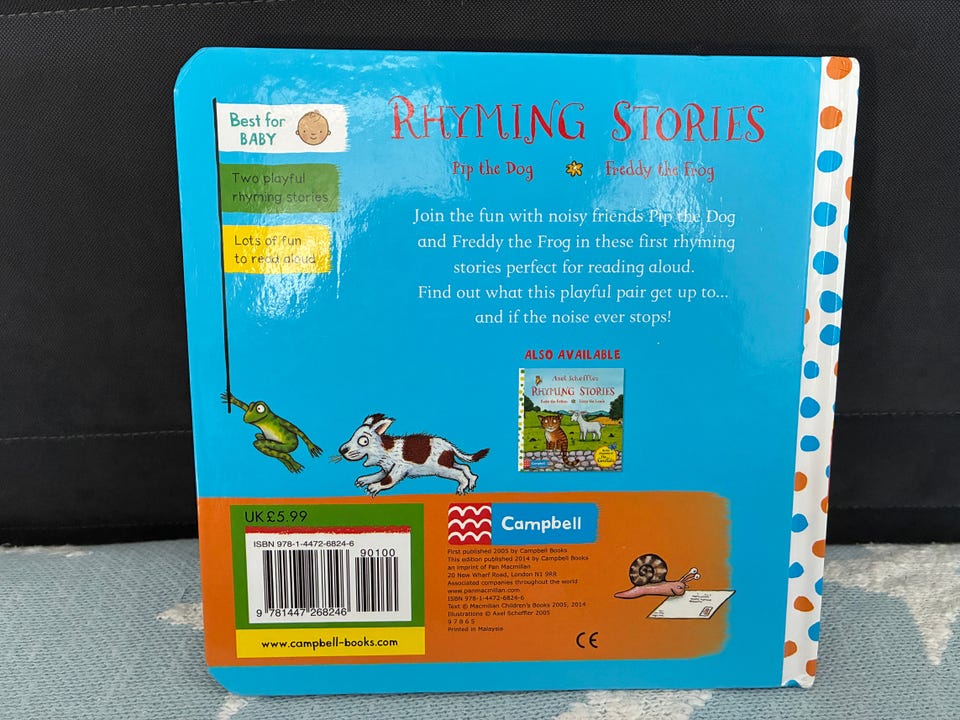 Best for
BABY
Two playful
rhyming stories
Lots of fun
to read aloud
RHYMING STORIES
Pip the Dog Freddy the Frog
Join the fun with noisy friends Pip the Dog
and Freddy the Frog in these first rhyming
stories perfect for reading aloud.
Find out what this playful pair get up to...
and if the noise ever stops!
ALSO AVAILABLE
Axel Scheffler
RHYMING STORIES
Campbell
UK £5.99
ISBN 978-1-4472-6824-6
90100
9 781447 268246
www.campbell-books.com
Campbell
First published 2005 by Campbell Books
This edition published 2014 by Campbell Books
an imprint of Pan Macmillan
20 New Wharf Road, London N1 9RR
Associated companies throughout the world
www.panmacmillan.com
ISBN 978-1-4472-6824-6
Text © Macmillan Children's Books 2005, 2014
Illustrations © Axel Scheffler 2005
9 7 8 6 5
Printed in Malaysia
CE